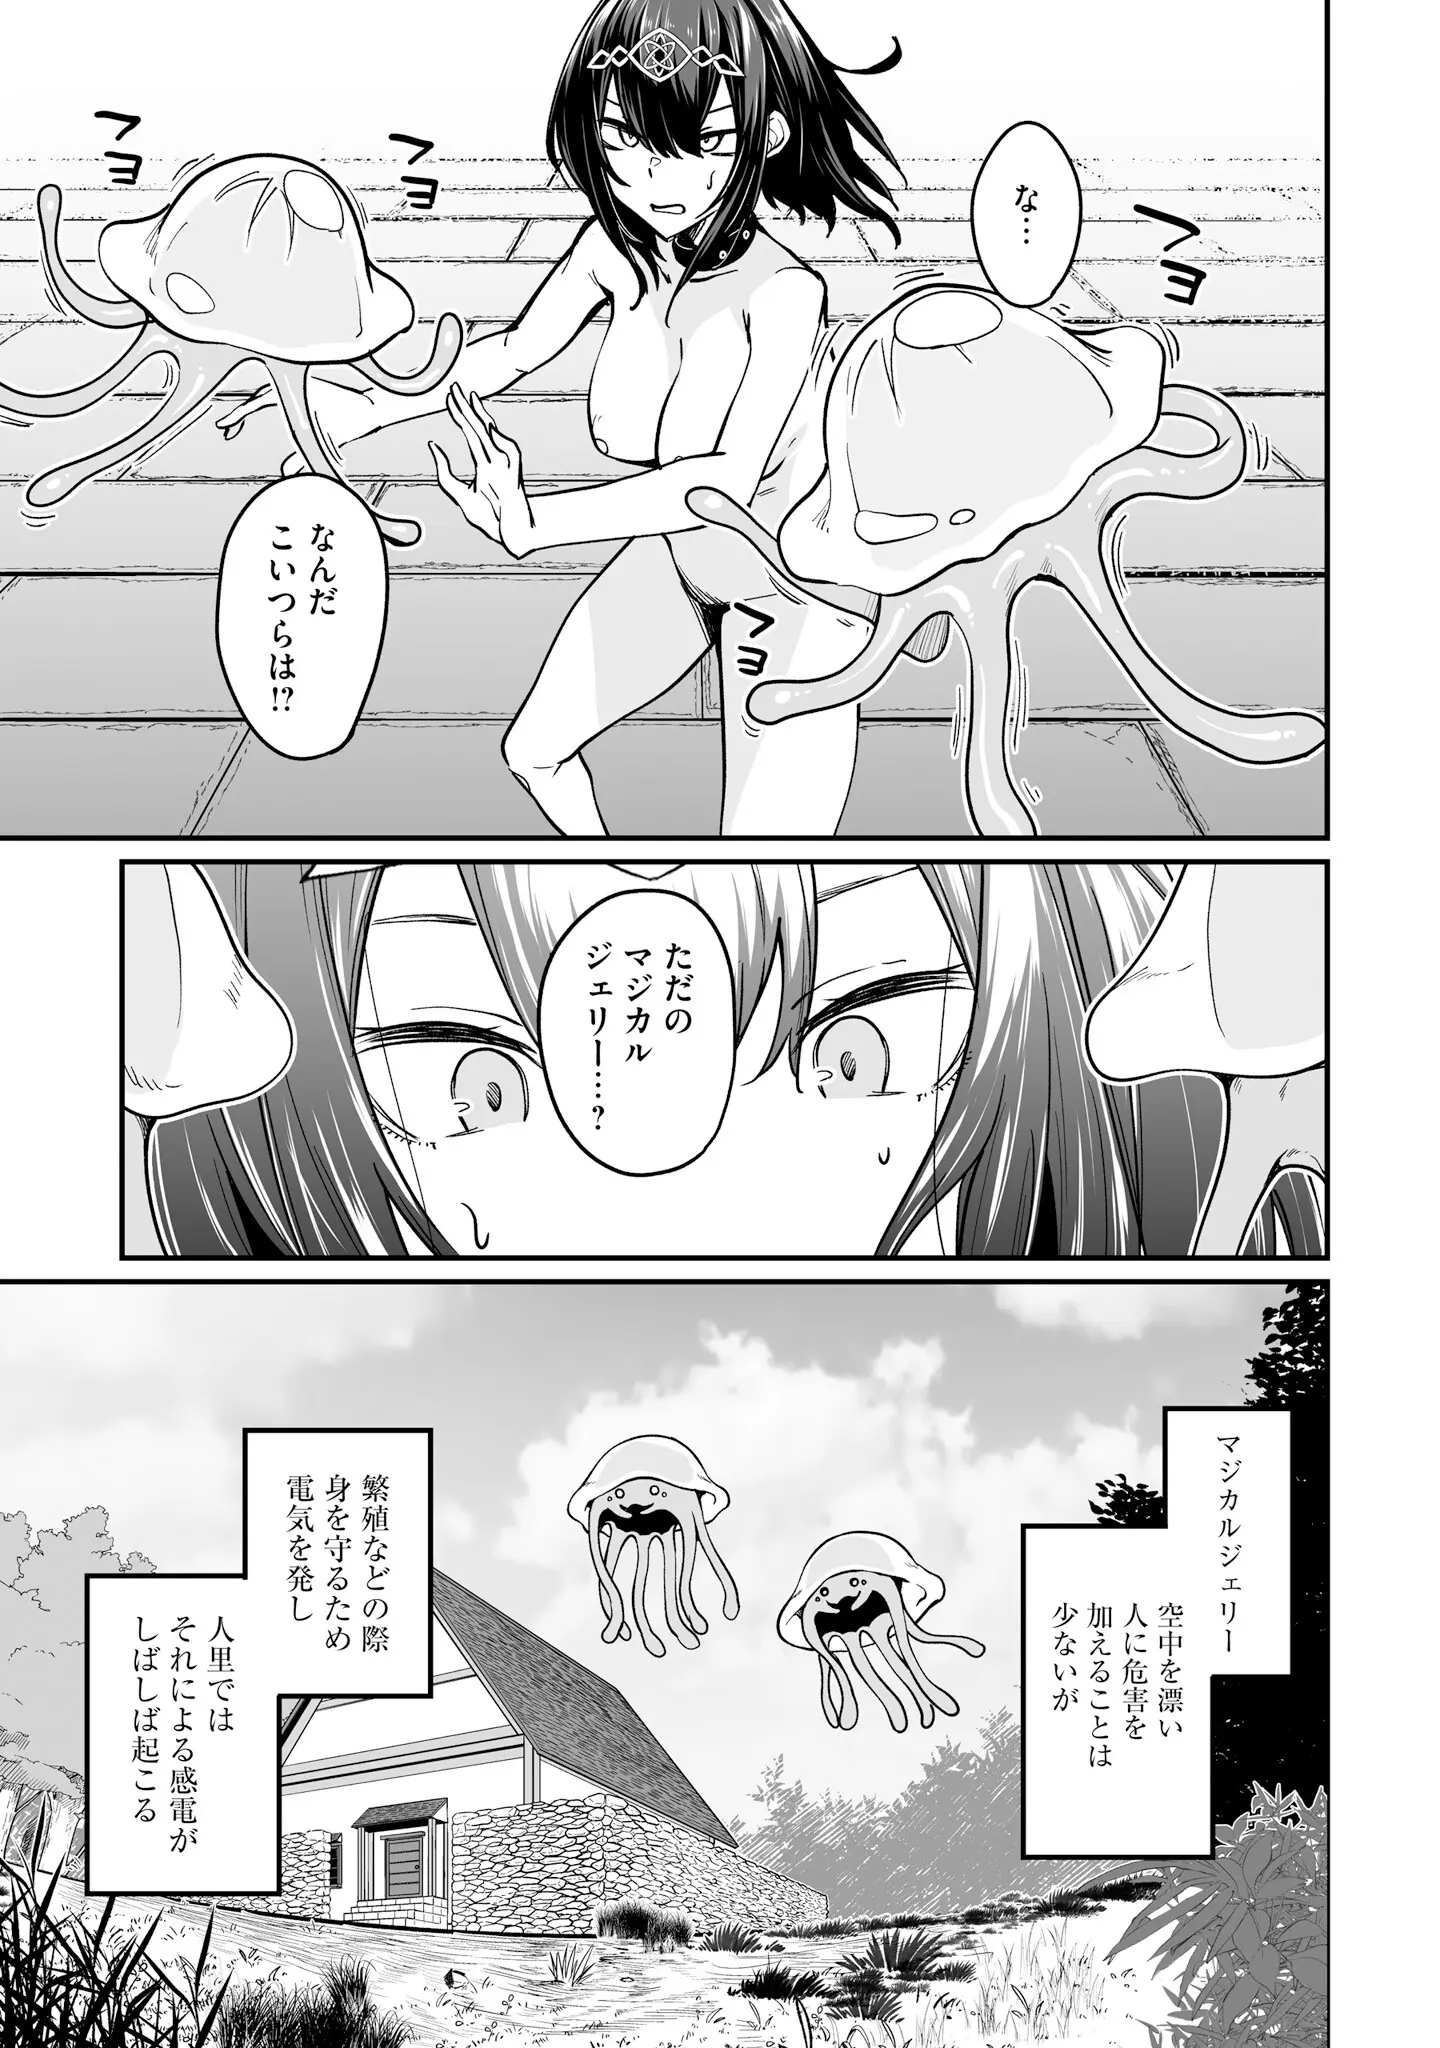 な…
フョ
フョ
フョ
フョ
なんだ
こいつらは!?
ただの
マジカル
ジェリー…?
マジカルジェリー
空中を漂い
人に危害を
加えることは
少ないが
繁殖などの際
身を守るため
電気を発し
人里では
それによる感電が
しばしば起こる